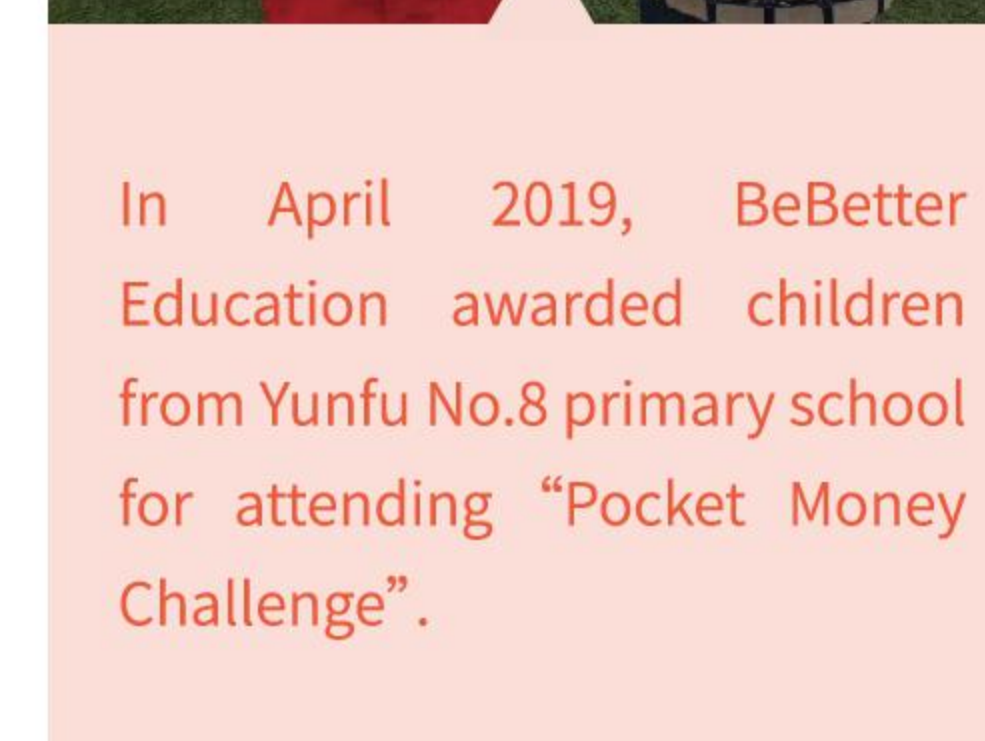 In April 2019, BeBetter
Education awarded children
from Yunfu No.8 primary school
for attending “Pocket Money
Challenge”.